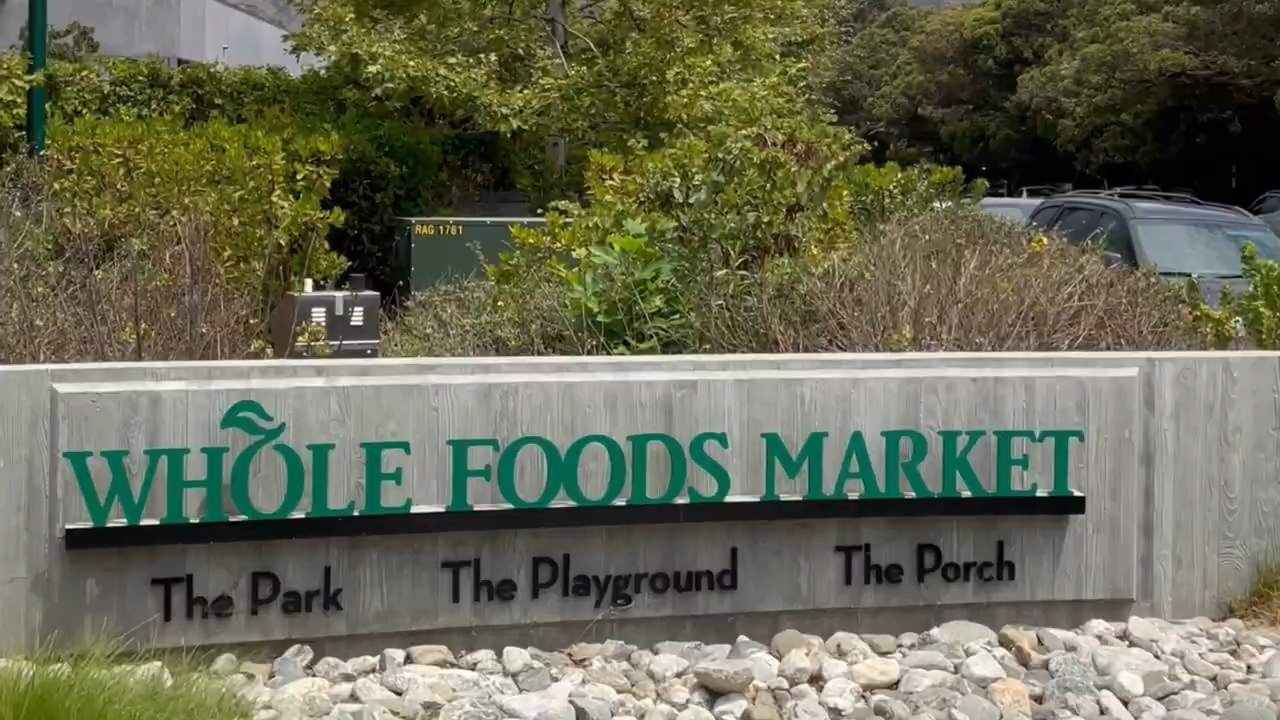 RAG 1761
WHOLE FOODS MARKET
The Park The Playground The Porch